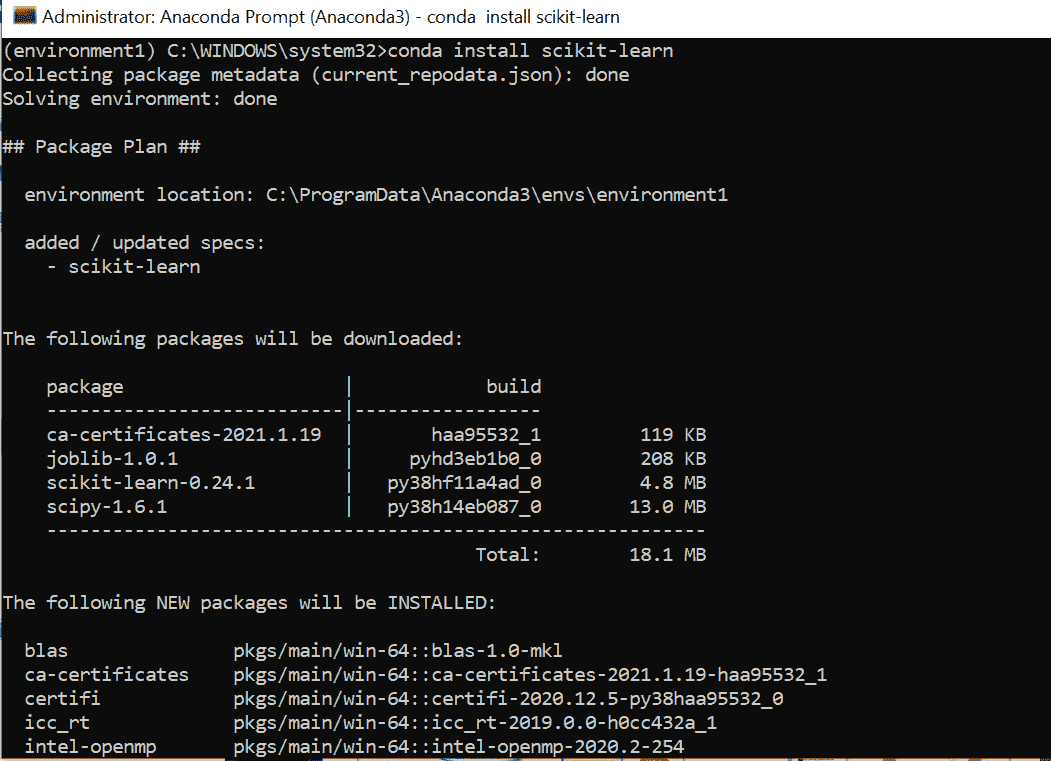 Administrator: Anaconda Prompt (Anaconda3) - conda  install scikit-learn
(environment1) C:\WINDOWS\system32>conda install scikit-learn
Collecting package metadata (current_repodata.json): done
Solving environment: done
## Package Plan ##
environment location: C:\ProgramData\Anaconda3\envs\environment1
added / updated specs:
- scikit-learn
The following packages will be downloaded:
package                    |            build
---------------------------|-----------------
ca-certificates-2021.1.19  |       haa95532_1         119 KB
joblib-1.0.1               |     pyhd3eb1b0_0         208 KB
scikit-learn-0.24.1        |   py38hf11a4ad_0         4.8 MB
scipy-1.6.1                |   py38h14eb087_0        13.0 MB
------------------------------------------------------------
Total:        18.1 MB
The following NEW packages will be INSTALLED:
blas               pkgs/main/win-64::blas-1.0-mkl
ca-certificates    pkgs/main/win-64::ca-certificates-2021.1.19-haa95532_1
certifi            pkgs/main/win-64::certifi-2020.12.5-py38haa95532_0
icc_rt             pkgs/main/win-64::icc_rt-2019.0.0-h0cc432a_1
intel-openmp       pkgs/main/win-64::intel-openmp-2020.2-254